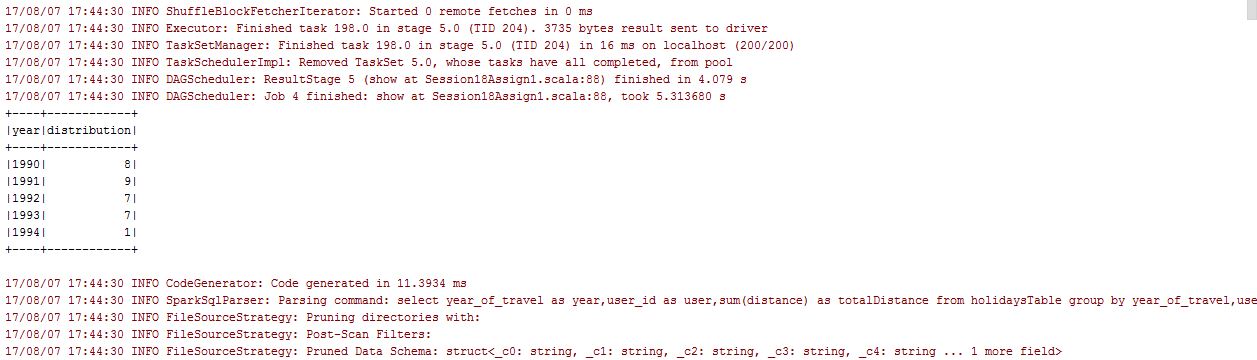 17/08/07 17:44:30 INFO ShuffleBlockFetcherIterator: Started 0 remote fetches in 0 ms
17/08/07 17:44:30 INFO Executor: Finished task 198.0 in stage 5.0 (TID 204). 3735 bytes result sent to driver
17/08/07 17:44:30 INFO TaskSetManager: Finished task 198.0 in stage 5.0 (TID 204) in 16 ms on localhost (200/200)
17/08/07 17:44:30 INFO TaskSchedulerImpl: Removed TaskSet 5.0, whose tasks have all completed, from pool
17/08/07 17:44:30 INFO DAGScheduler: ResultStage 5 (show at Session18Assign1.scala:88) finished in 4.079 s
17/08/07 17:44:30 INFO DAGScheduler: Job 4 finished: show at Session18Assign1.scala:88, took 5.313680 s
+----+------------+
|year|distribution|
+----+------------+
|1990|           8|
|1991|           9|
|1992|           7|
|1993|           7|
|1994|           1|
+----+------------+
17/08/07 17:44:30 INFO CodeGenerator: Code generated in 11.3934 ms
17/08/07 17:44:30 INFO SparkSqlParser: Parsing command: select year_of_travel as year,user_id as user,sum(distance) as totalDistance from holidaysTable group by year_of_travel,use
17/08/07 17:44:30 INFO FileSourceStrategy: Pruning directories with:
17/08/07 17:44:30 INFO FileSourceStrategy: Post-Scan Filters:
17/08/07 17:44:30 INFO FileSourceStrategy: Pruned Data Schema: struct<_c0: string, _c1: string, _c2: string, _c3: string, _c4: string ... 1 more field>